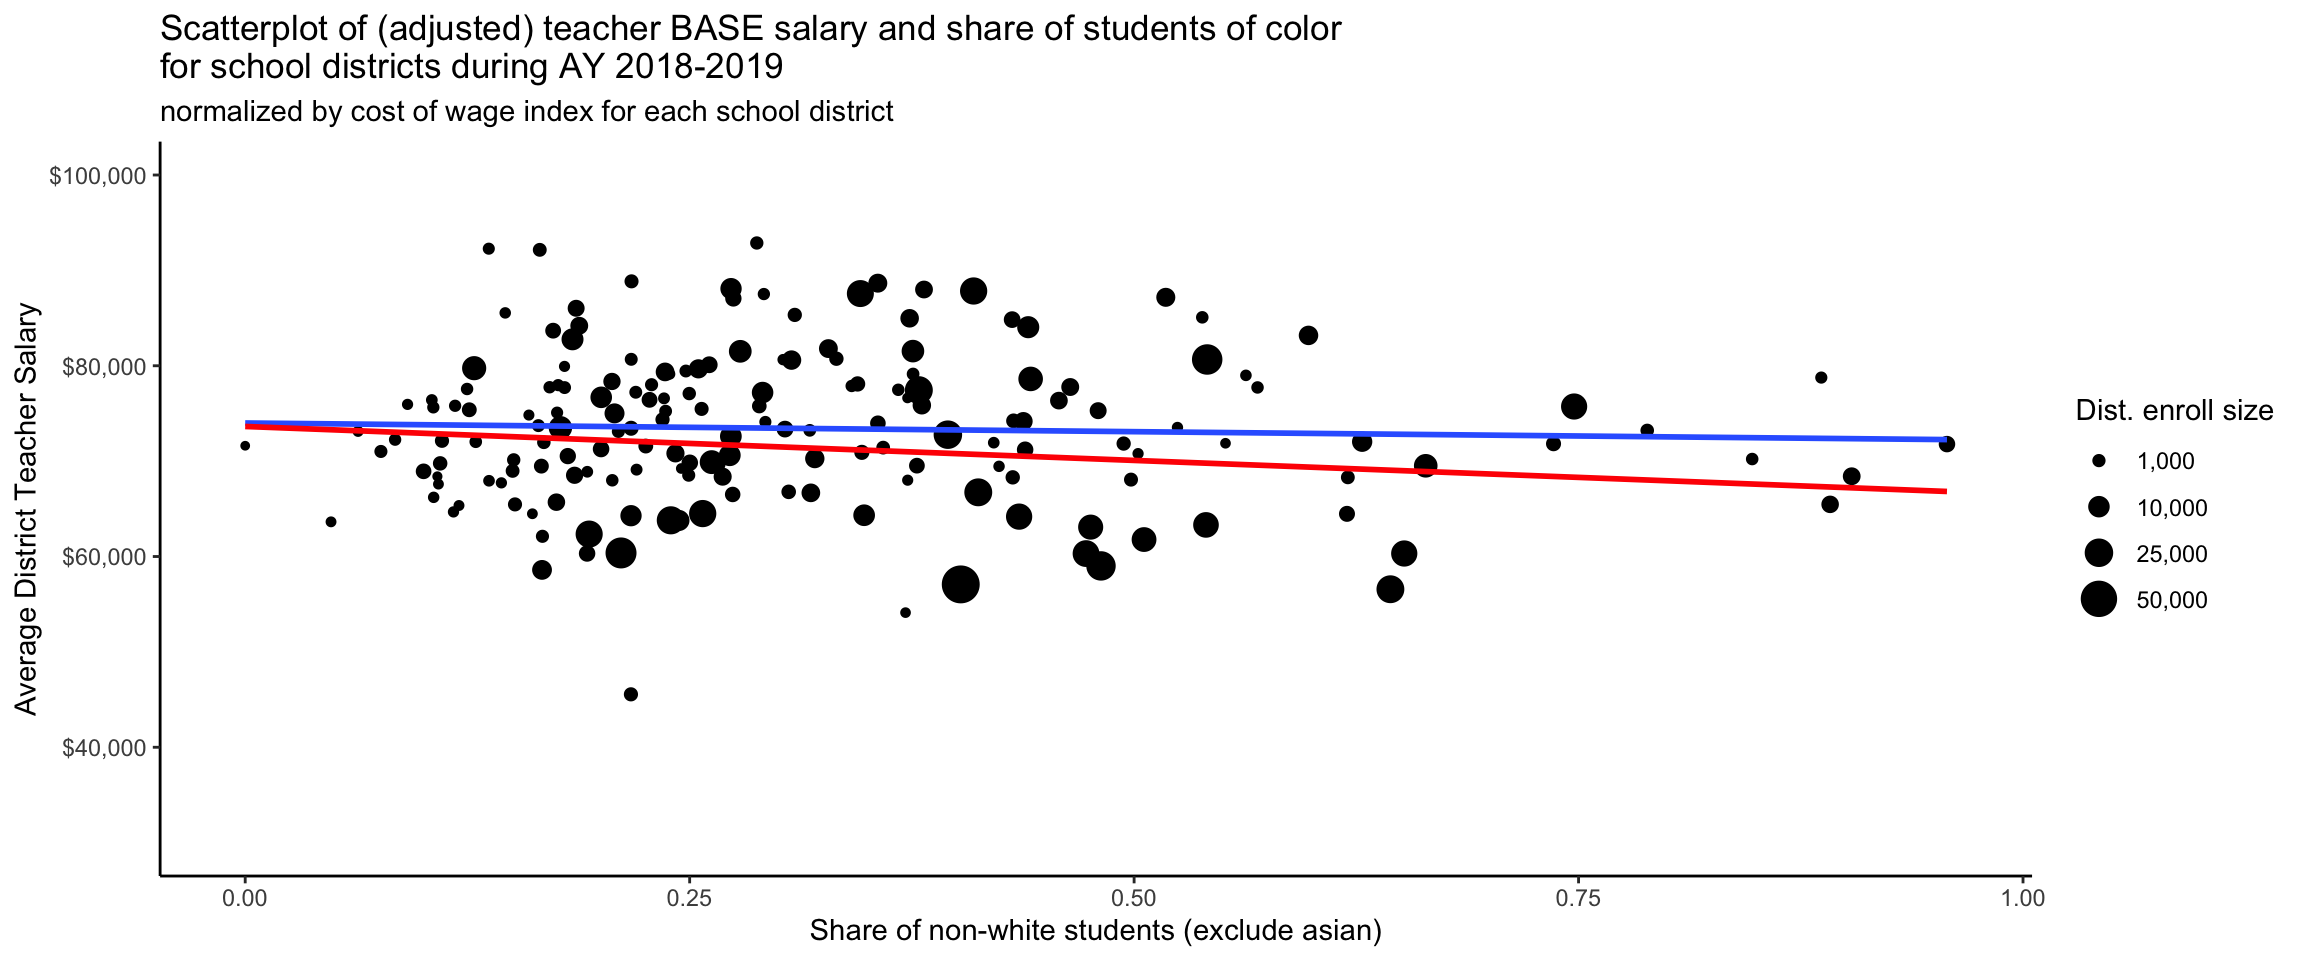 Scatterplot of (adjusted) teacher BASE salary and share of students of color
for school districts during AY 2018-2019
normalized by cost of wage index for each school district
Average District Teacher Salary
$100,000
$80,000
$60,000
$40,000
0.00
0.25
0.50
0.75
1.00
Share of non-white students (exclude asian)
Dist. enroll size
1,000
10,000
25,000
50,000